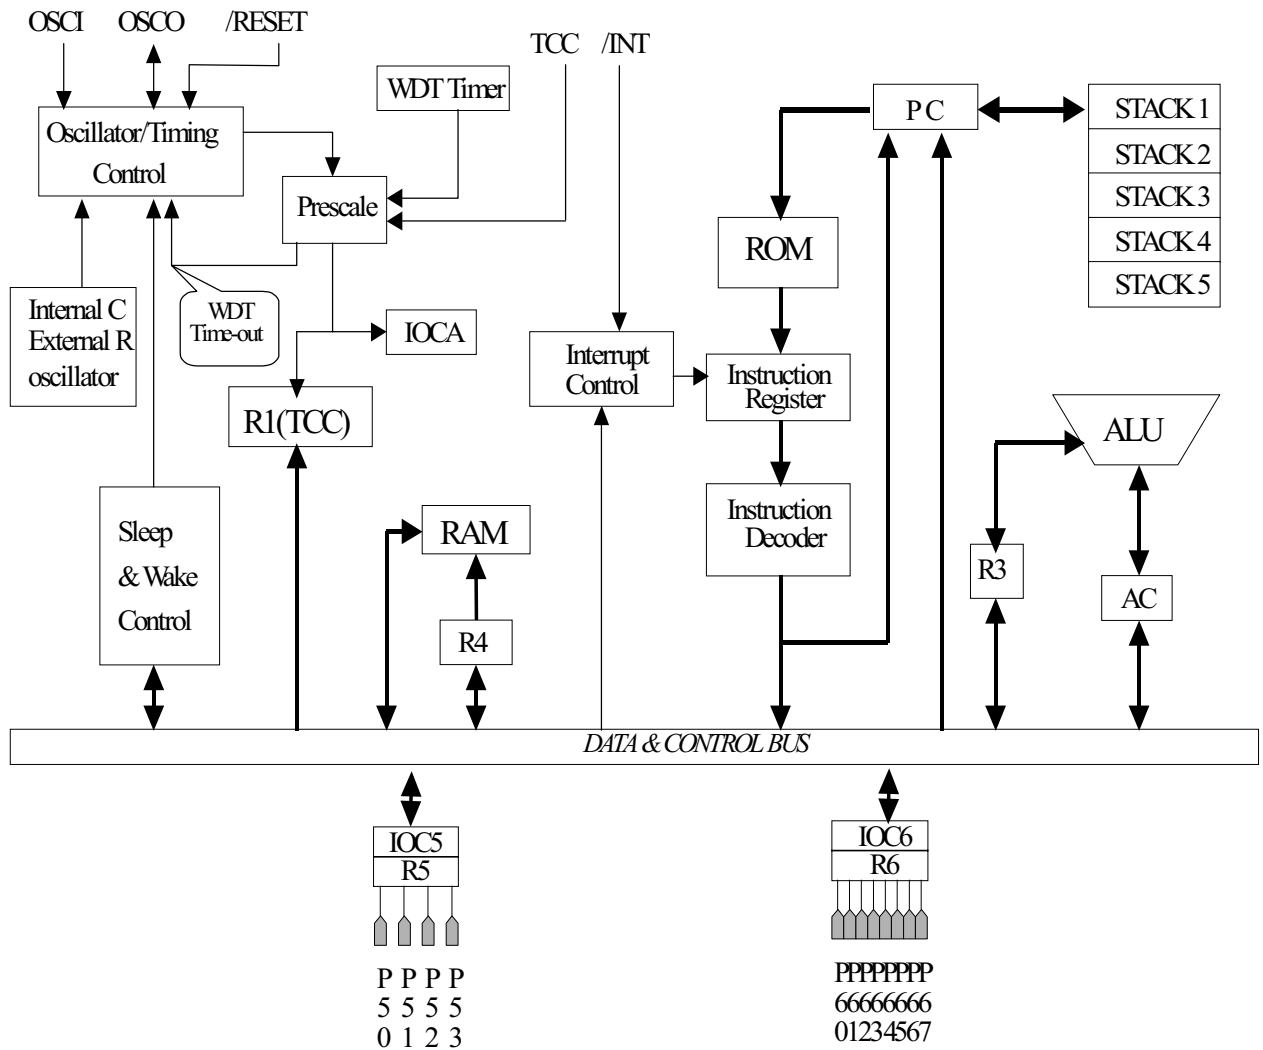 OSCI OSCO /RESET
TCC /INT
WDT Timer
PC
STACK 1
STACK 2
STACK 3
STACK 4
STACK 5
Oscillator/Timing
Control
Prescale
ROM
Internal C
External R
oscillator
WDT
Time-out
IOCA
Interrupt
Control
Instruction
Register
R1(TCC)
ALU
Sleep
& Wake
Control
RAM
Instruction
Decoder
R3
AC
R4
DATA & CONTROL BUS
IOC5
R5
IOC6
R6
P P P P
5 5 5 5
0 1 2 3
PPPPPPPP
66666666
01234567